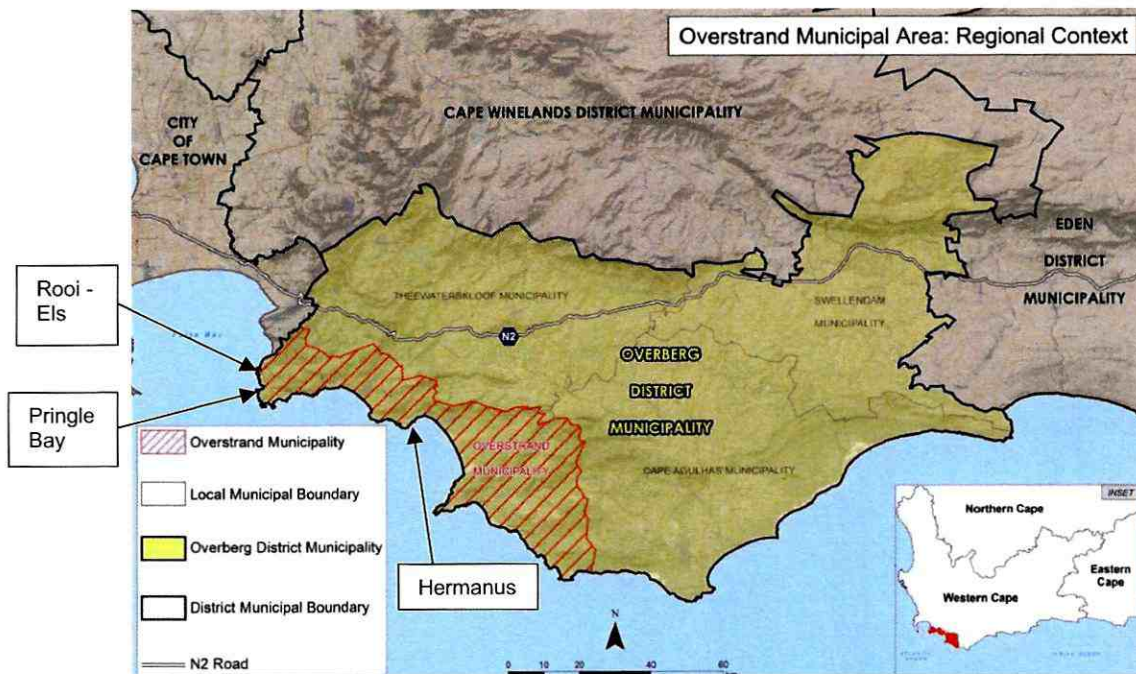 Overstrand Municipal Area: Regional Context
CAPE WINELANDS DISTRICT MUNICIPALITY
CITY
OF
CAPE TOWN
EDEN
DISTRICT
MUNICIPALITY
Rooi -
Els
THEEWATERSKLOOF MUNICIPALITY
SWELLENDAM
MUNICIPALITY
N2
OVERBERG
DISTRICT
MUNICIPALITY
Pringle
Bay
OVERSTRAND
MUNICIPALITY
CAPE AGULHAS MUNICIPALITY
Hermanus
Overstrand Municipality
Local Municipal Boundary
Overberg District Municipality
District Municipal Boundary
N2 Road
N
0 10 20 40 60
INSET
Northern Cape
Eastern
Cape
Western Cape